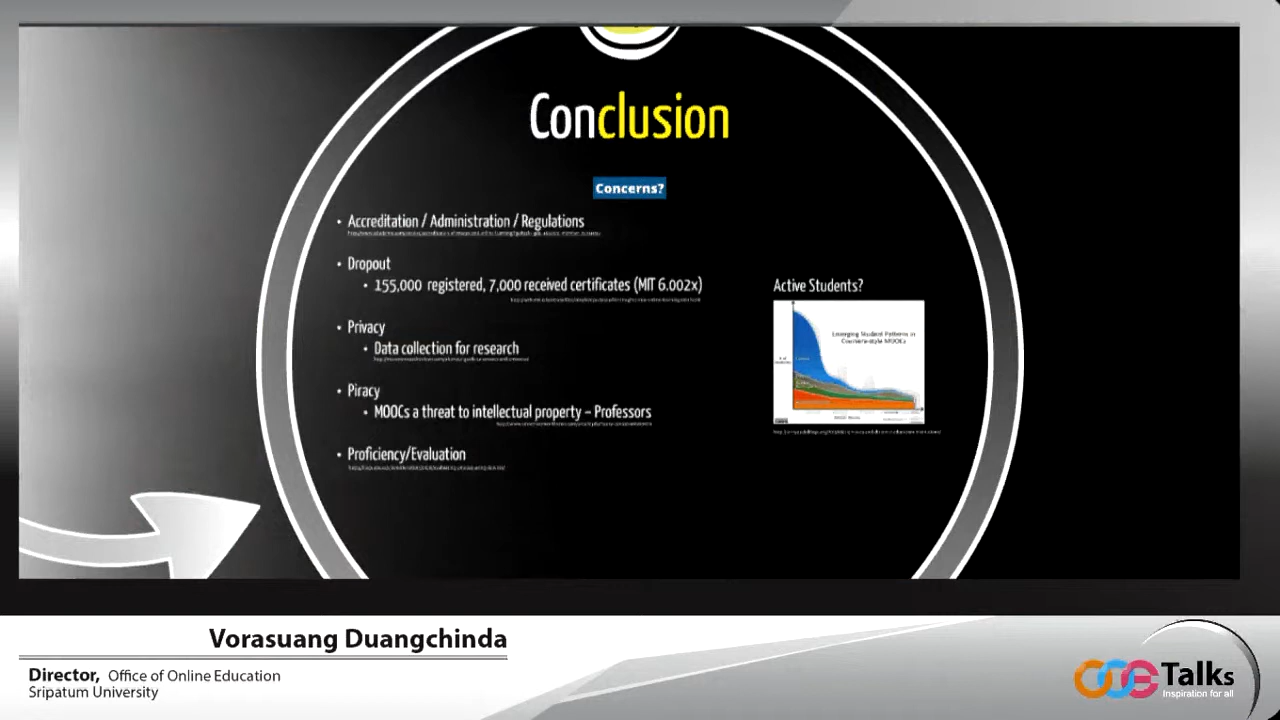 Conclusion
Concerns?
• Accreditation / Administration / Regulations
• Dropout
• 155,000 registered, 7,000 received certificates (MIT 6.002x)
• Privacy
• Data collection for research
• Piracy
• MOOCs a threat to intellectual property – Professors
• Proficiency/Evaluation
Active Students?
Emerging Student Patterns in
Coursera-style MOOCs
Vorasuang Duangchinda
Director, Office of Online Education
Sripatum University
Talks
Inspiration for all